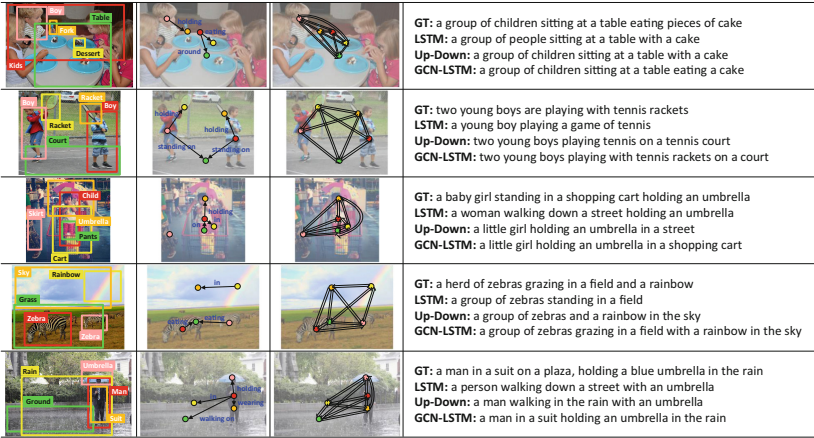 Boy
Table
Fork
Dessert
Kids
holding
eating
around
GT: a group of children sitting at a table eating pieces of cake
LSTM: a group of people sitting at a table with a cake
Up-Down: a group of children sitting at a table with a cake
GCN-LSTM: a group of children sitting at a table eating a cake
Boy
Racket
Boy
Racket
Court
holding
holding
standing on
standing on
GT: two young boys are playing with tennis rackets
LSTM: a young boy playing a game of tennis
Up-Down: two young boys playing tennis on a tennis court
GCN-LSTM: two young boys playing with tennis rackets on a court
Child
Skirt
Umbrella
Pants
Cart
holding
in
on
GT: a baby girl standing in a shopping cart holding an umbrella
LSTM: a woman walking down a street holding an umbrella
Up-Down: a little girl holding an umbrella in a street
GCN-LSTM: a little girl holding an umbrella in a shopping cart
Sky
Rainbow
Grass
Zebra
Zebra
in
eating
eating
GT: a herd of zebras grazing in a field and a rainbow
LSTM: a group of zebras standing in a field
Up-Down: a group of zebras and a rainbow in the sky
GCN-LSTM: a group of zebras grazing in a field with a rainbow in the sky
Umbrella
Rain
Man
Ground
Suit
holding
wearing
walking on
GT: a man in a suit on a plaza, holding a blue umbrella in the rain
LSTM: a person walking down a street with an umbrella
Up-Down: a man walking in the rain with an umbrella
GCN-LSTM: a man in a suit holding an umbrella in the rain